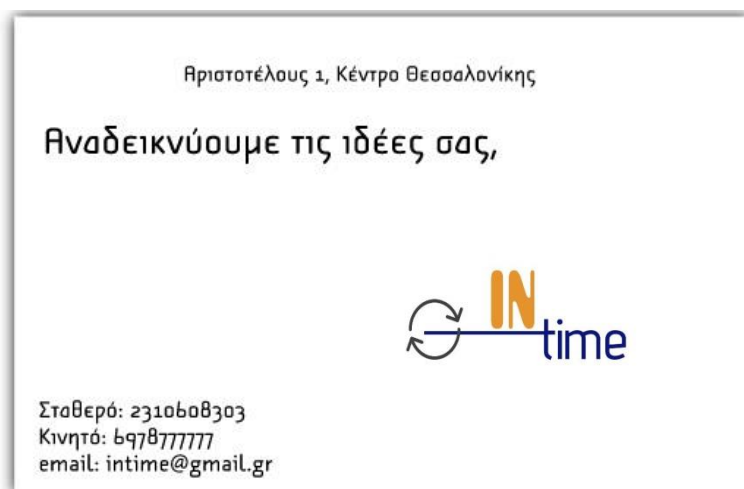 Αριστοτέλους 1, Κέντρο Θεσσαλονίκης
Αναδεικνύουμε τις ιδέες σας,
IN
time
Σταθερό: 2310608303
Κινητό: 6978777777
email: intime@gmail.gr